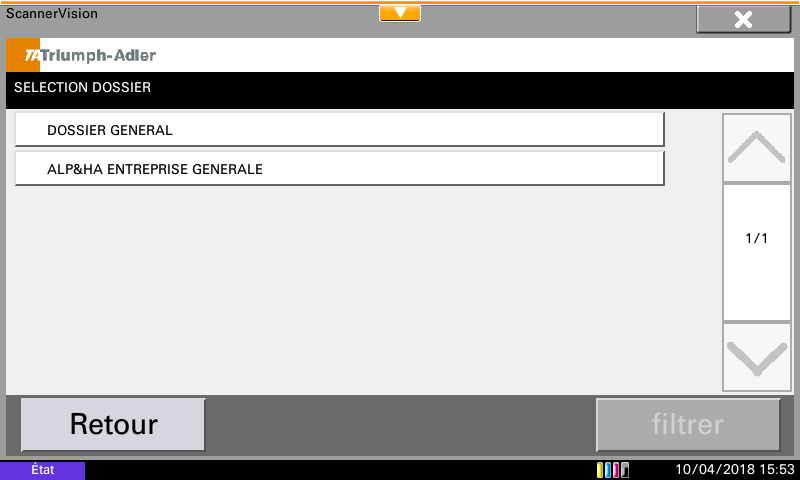 ScannerVision
TA Triumph-Adler
SELECTION DOSSIER
DOSSIER GENERAL
ALP&HA ENTREPRISE GENERALE
1/1
Retour
filtrer
État
10/04/2018 15:53